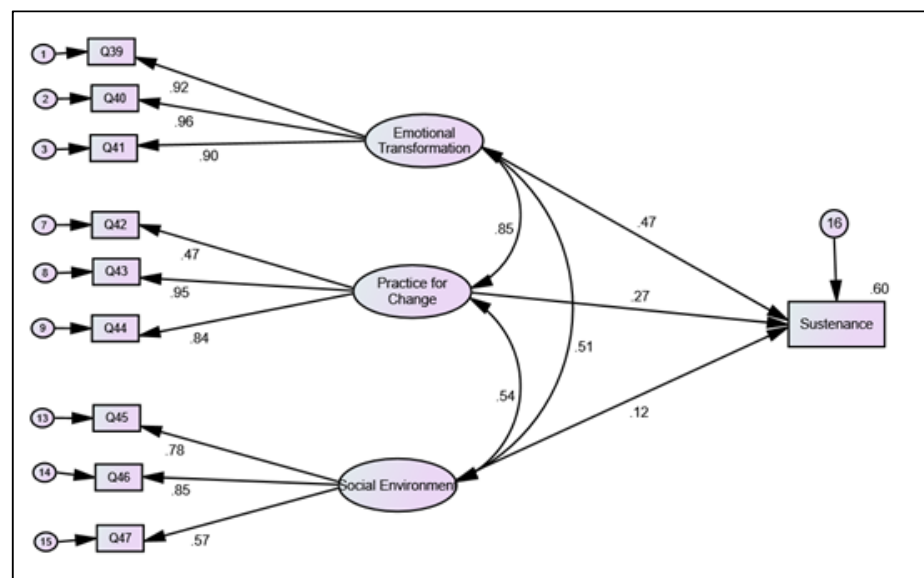 1
Q39
.92
2
Q40
.96
3
Q41
.90
Emotional
Transformation
.47
.85
7
Q42
.47
8
Q43
.95
9
Q44
.84
Practice for
Change
.27
.51
.54
16
.60
Sustenance
.12
13
Q45
.78
14
Q46
.85
15
Q47
.57
Social Environmen